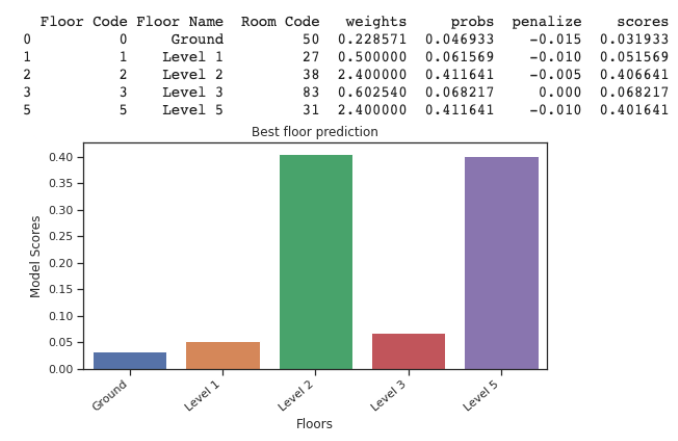 Floor Code Floor Name Room Code weights probs penalize scores
0 0 Ground 50 0.228571 0.046933 -0.015 0.031933
1 1 Level 1 27 0.500000 0.061569 -0.010 0.051569
2 2 Level 2 38 2.400000 0.411641 -0.005 0.406641
3 3 Level 3 83 0.602540 0.068217 0.000 0.068217
5 5 Level 5 31 2.400000 0.411641 -0.010 0.401641
Best floor prediction
Model Scores
0.40
0.35
0.30
0.25
0.20
0.15
0.10
0.05
0.00
Ground
Level 1
Level 2
Level 3
Level 5
Floors